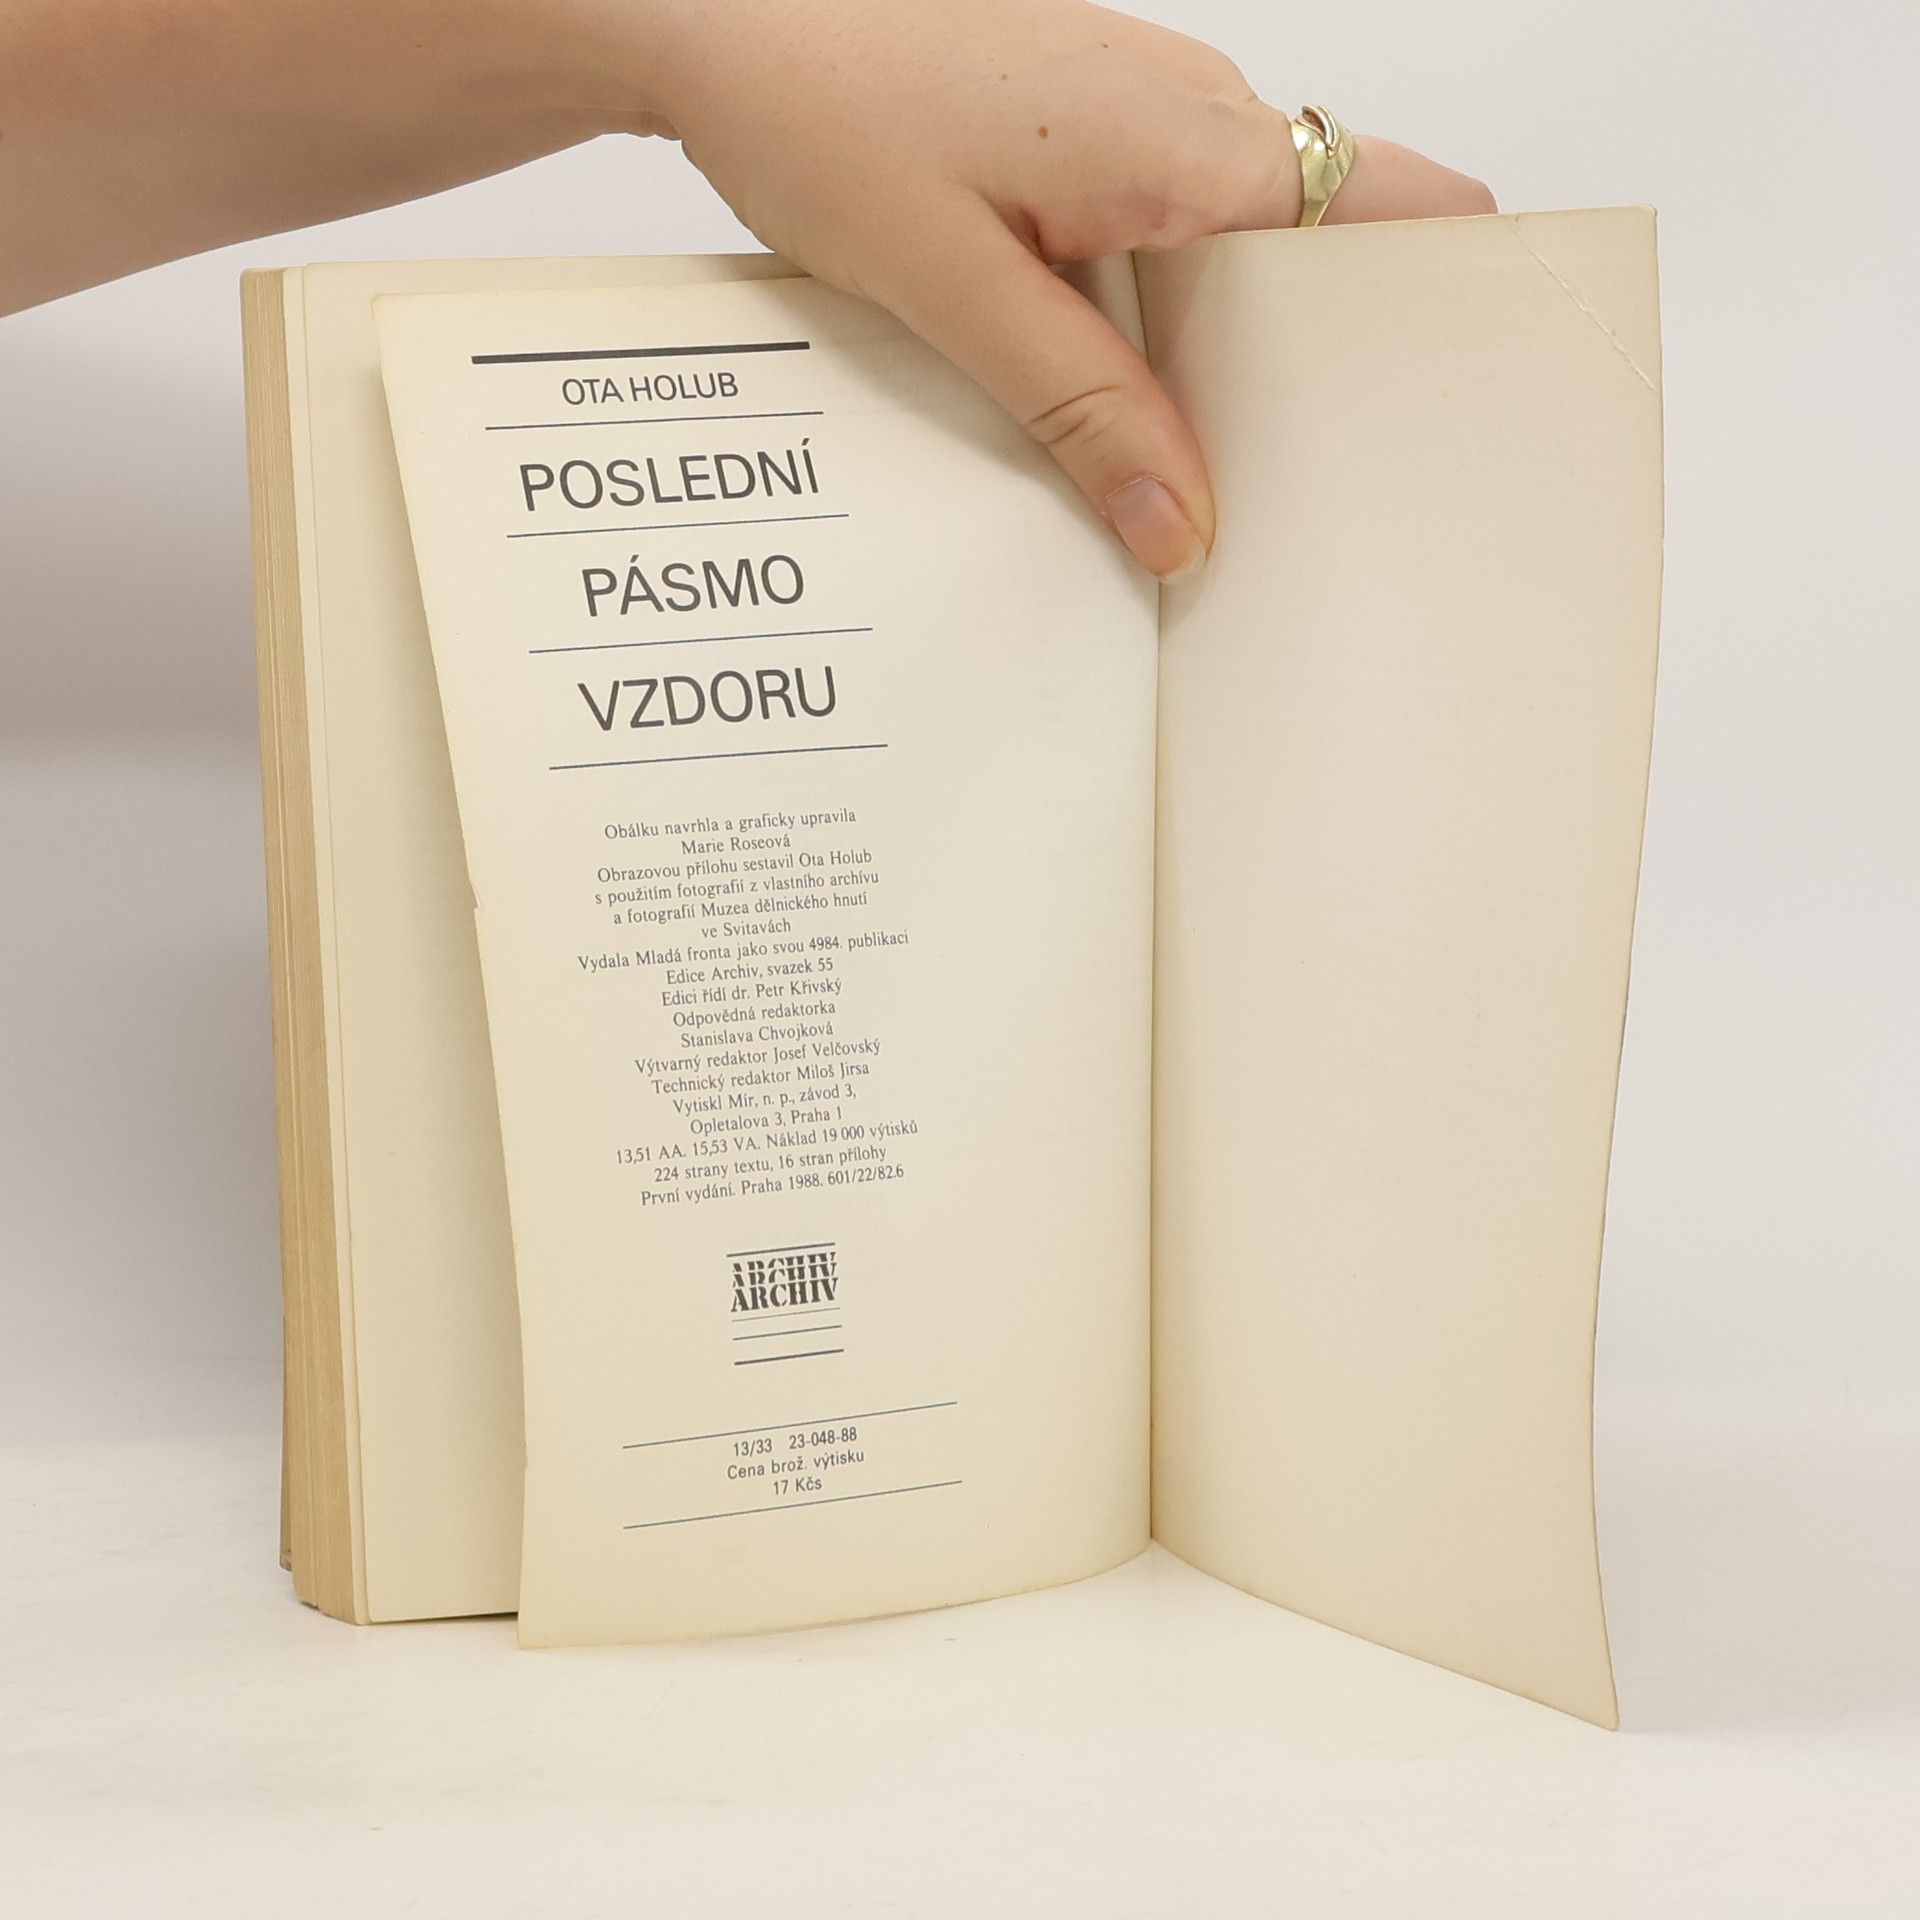 OTA HOLUB
POSLEDNÍ
PÁSMO
VZDORU
Obálku navrhla a graficky upravila
Marie Roseová
Obrazovou přílohu sestavil Ota Holub
s použitím fotografií z vlastního archívu
a fotografií Muzea dělnického hnutí
ve Svitavách
Vydala Mladá fronta jako svou 4984. publikaci
Edice Archiv, svazek 55
Edici řídí dr. Petr Křivský
Odpovědná redaktorka
Stanislava Chvojková
Výtvarný redaktor Josef Velčovský
Technický redaktor Miloš Jirsa
Vytiskl Mír, n. p., závod 3,
Opletalova 3, Praha 1
13,51 AA. 15,53 VA. Náklad 19 000 výtisků
224 strany textu, 16 stran přílohy
První vydání. Praha 1988. 601/22/82.6
ARCHIV
ARCHIV
ARCHIV
13/33 23-048-88
Cena brož. výtisku
17 Kčs